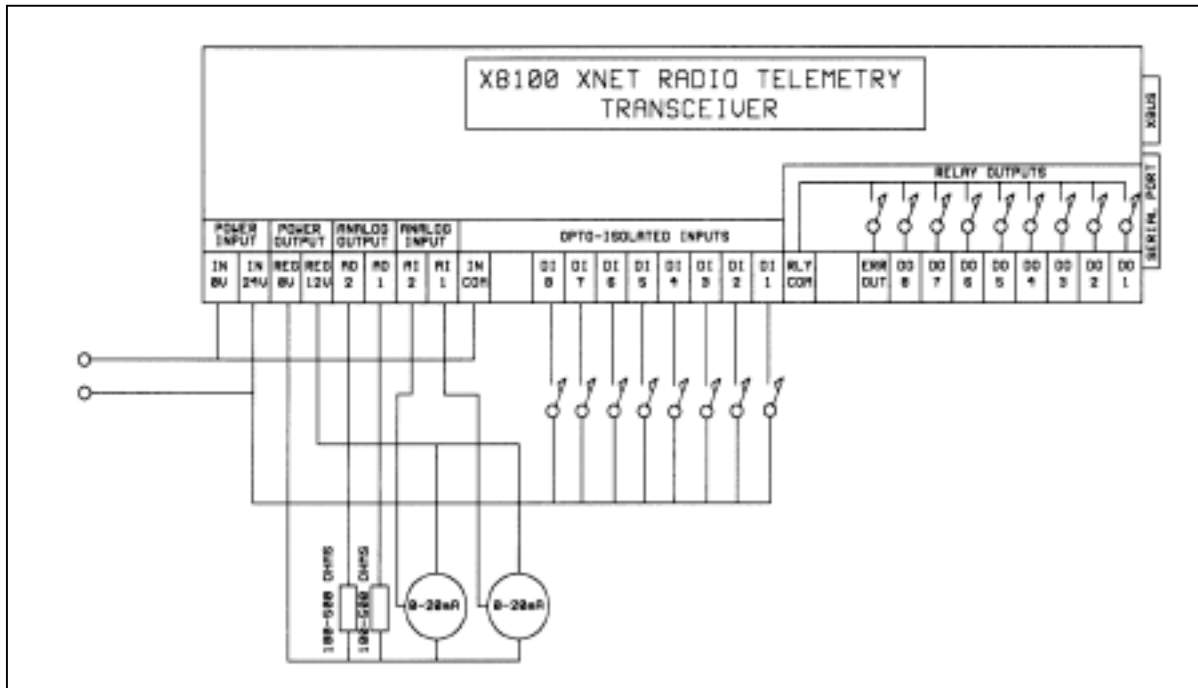 X8100 XNET RADIO TELEMETRY
TRANSCEIVER
XBUS
SERIAL PORT
RELAY OUTPUTS
POWER INPUT
POWER OUTPUT
ANALOG OUTPUT
ANALOG INPUT
OPTO-ISOLATED INPUTS
IN 0V
IN 24V
REG 0V
REG 12V
AO 2
AO 1
AI 2
AI 1
IN COM
DI 8
DI 7
DI 6
DI 5
DI 4
DI 3
DI 2
DI 1
RLY COM
ERR OUT
DO 8
DO 7
DO 6
DO 5
DO 4
DO 3
DO 2
DO 1
100-500 OHMS
100-500 OHMS
0-20mA
0-20mA